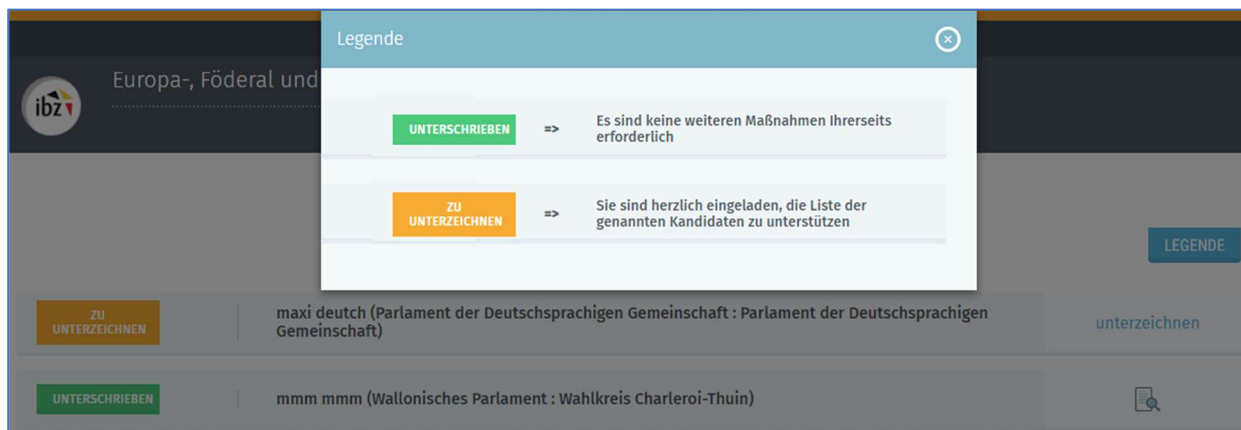 Legende
Europa-, Föderal und
ibz
UNTERSCHRIEBEN => Es sind keine weiteren Maßnahmen Ihrerseits
erforderlich
ZU
UNTERZEICHNEN => Sie sind herzlich eingeladen, die Liste der
genannten Kandidaten zu unterstützen
LEGENDE
ZU
UNTERZEICHNEN
maxi deutch (Parlament der Deutschsprachigen Gemeinschaft : Parlament der Deutschsprachigen
Gemeinschaft)
unterzeichnen
UNTERSCHRIEBEN
mmm mmm (Wallonisches Parlament : Wahlkreis Charleroi-Thuin)